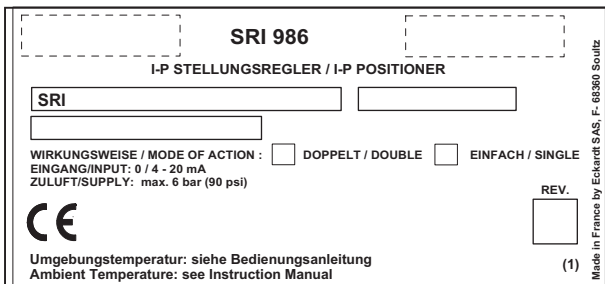 SRI 986
I-P STELLUNGSREGLER / I-P POSITIONER
SRI
WIRKUNGSWEISE / MODE OF ACTION : DOPPELT / DOUBLE EINFACH / SINGLE
EINGANG/INPUT: 0 / 4 - 20 mA
ZULUFT/SUPPLY: max. 6 bar (90 psi)
REV.
CE
Umgebungstemperatur: siehe Bedienungsanleitung
Ambient Temperature: see Instruction Manual
(1)
Made in France by Eckardt SAS, F- 68360 Soultz